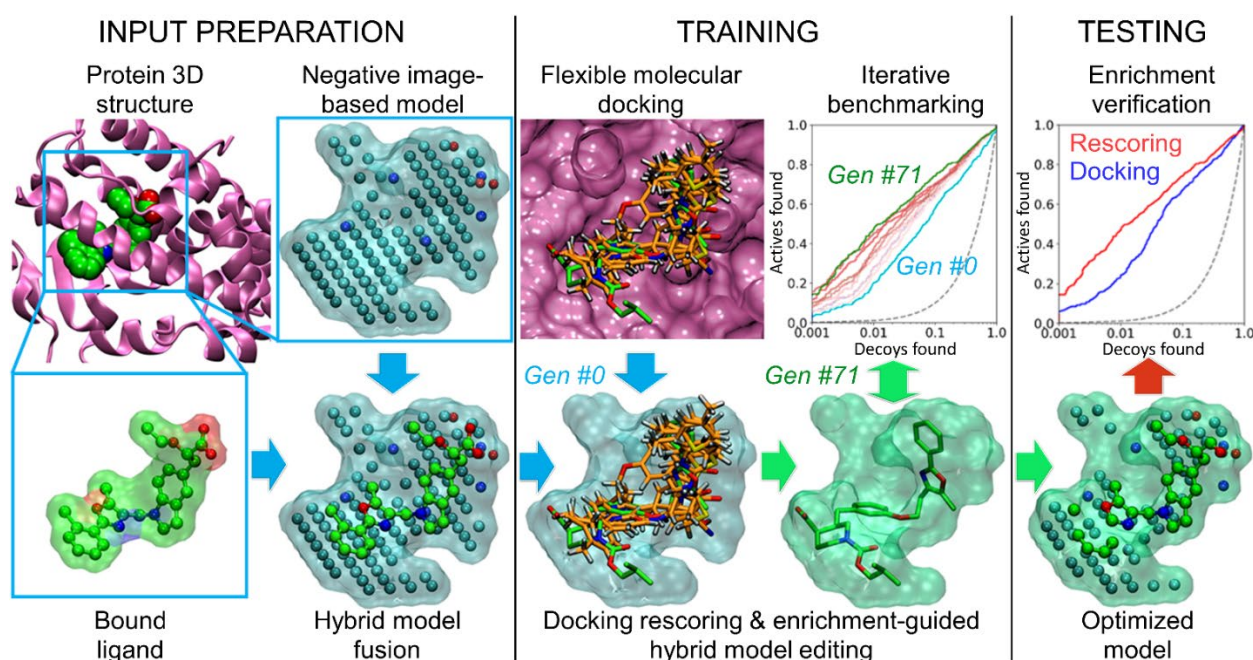 INPUT PREPARATION
TRAINING
TESTING
Protein 3D
structure
Negative image-
based model
Flexible molecular
docking
Iterative
benchmarking
Enrichment
verification
1.0
0.8
0.6
0.4
0.2
0.0
Actives found
Gen #71
Gen #0
0.001
0.01
0.1
1.0
Decoys found
1.0
0.8
0.6
0.4
0.2
0.0
Actives found
Rescoring
Docking
0.001
0.01
0.1
1.0
Decoys found
Gen #0
Gen #71
Bound
ligand
Hybrid model
fusion
Docking rescoring & enrichment-guided
hybrid model editing
Optimized
model